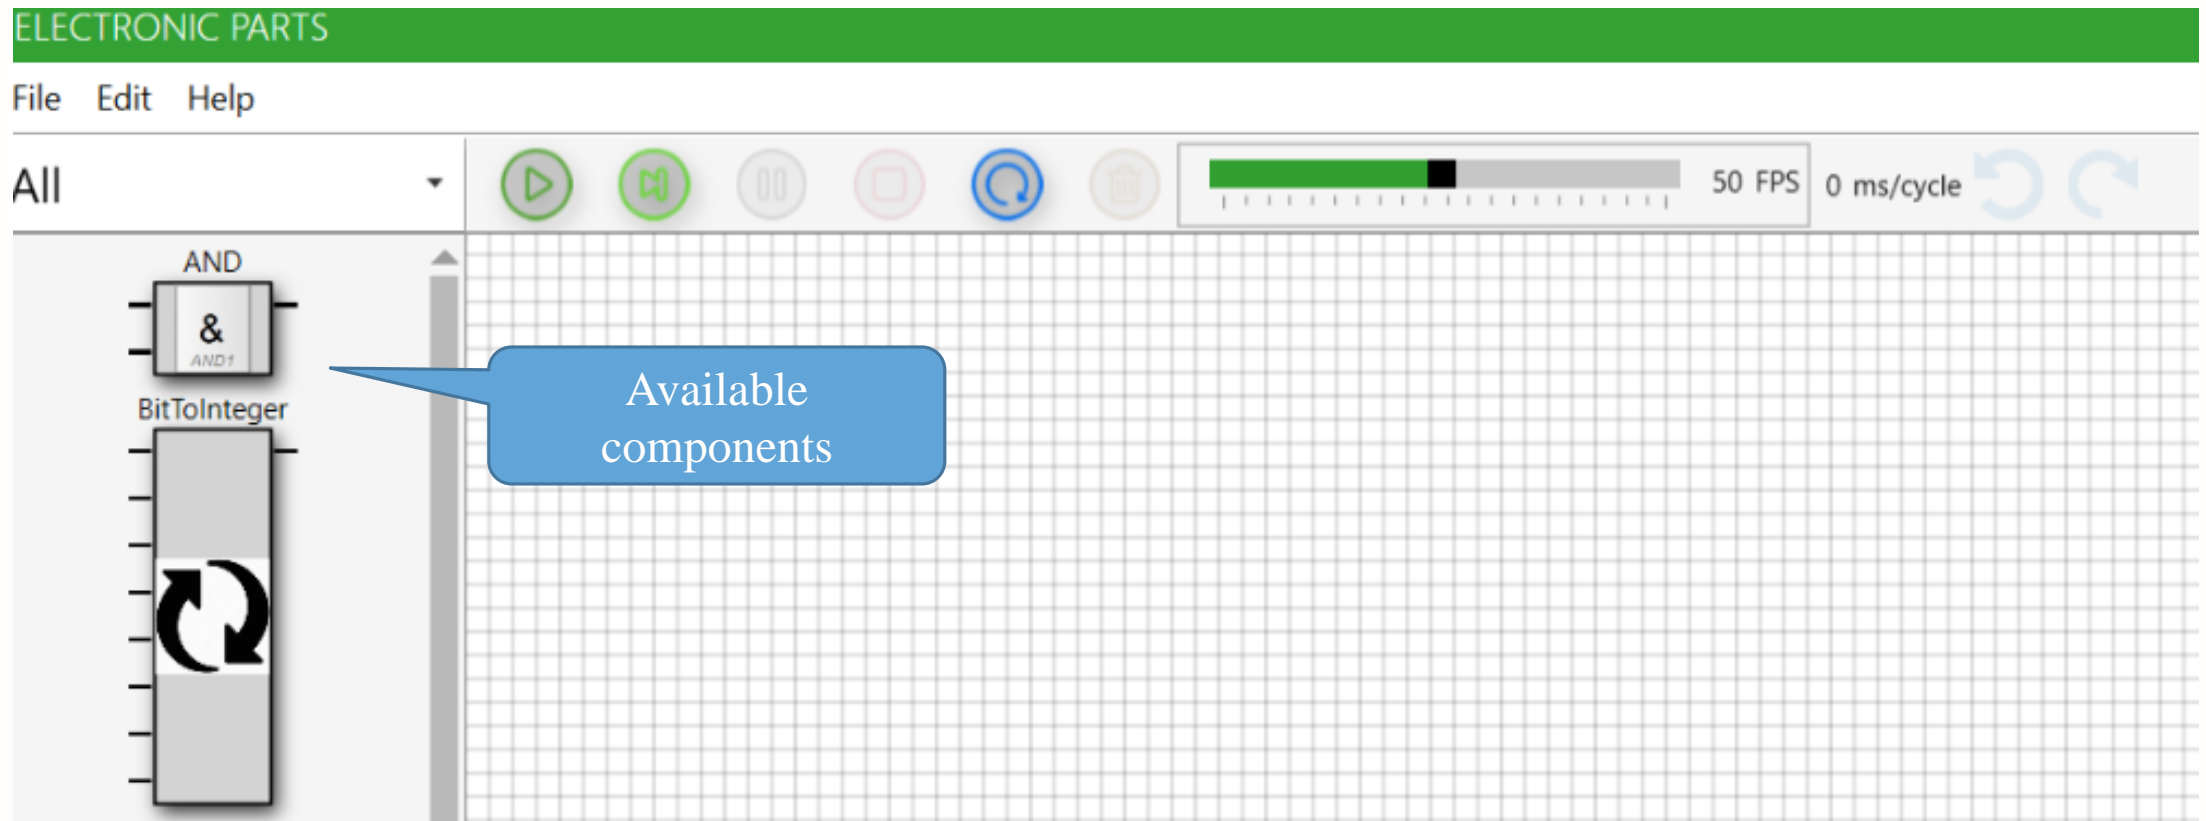 ELECTRONIC PARTS
File Edit Help
All
50 FPS 0 ms/cycle
AND
&
AND1
BitToInteger
Available
components